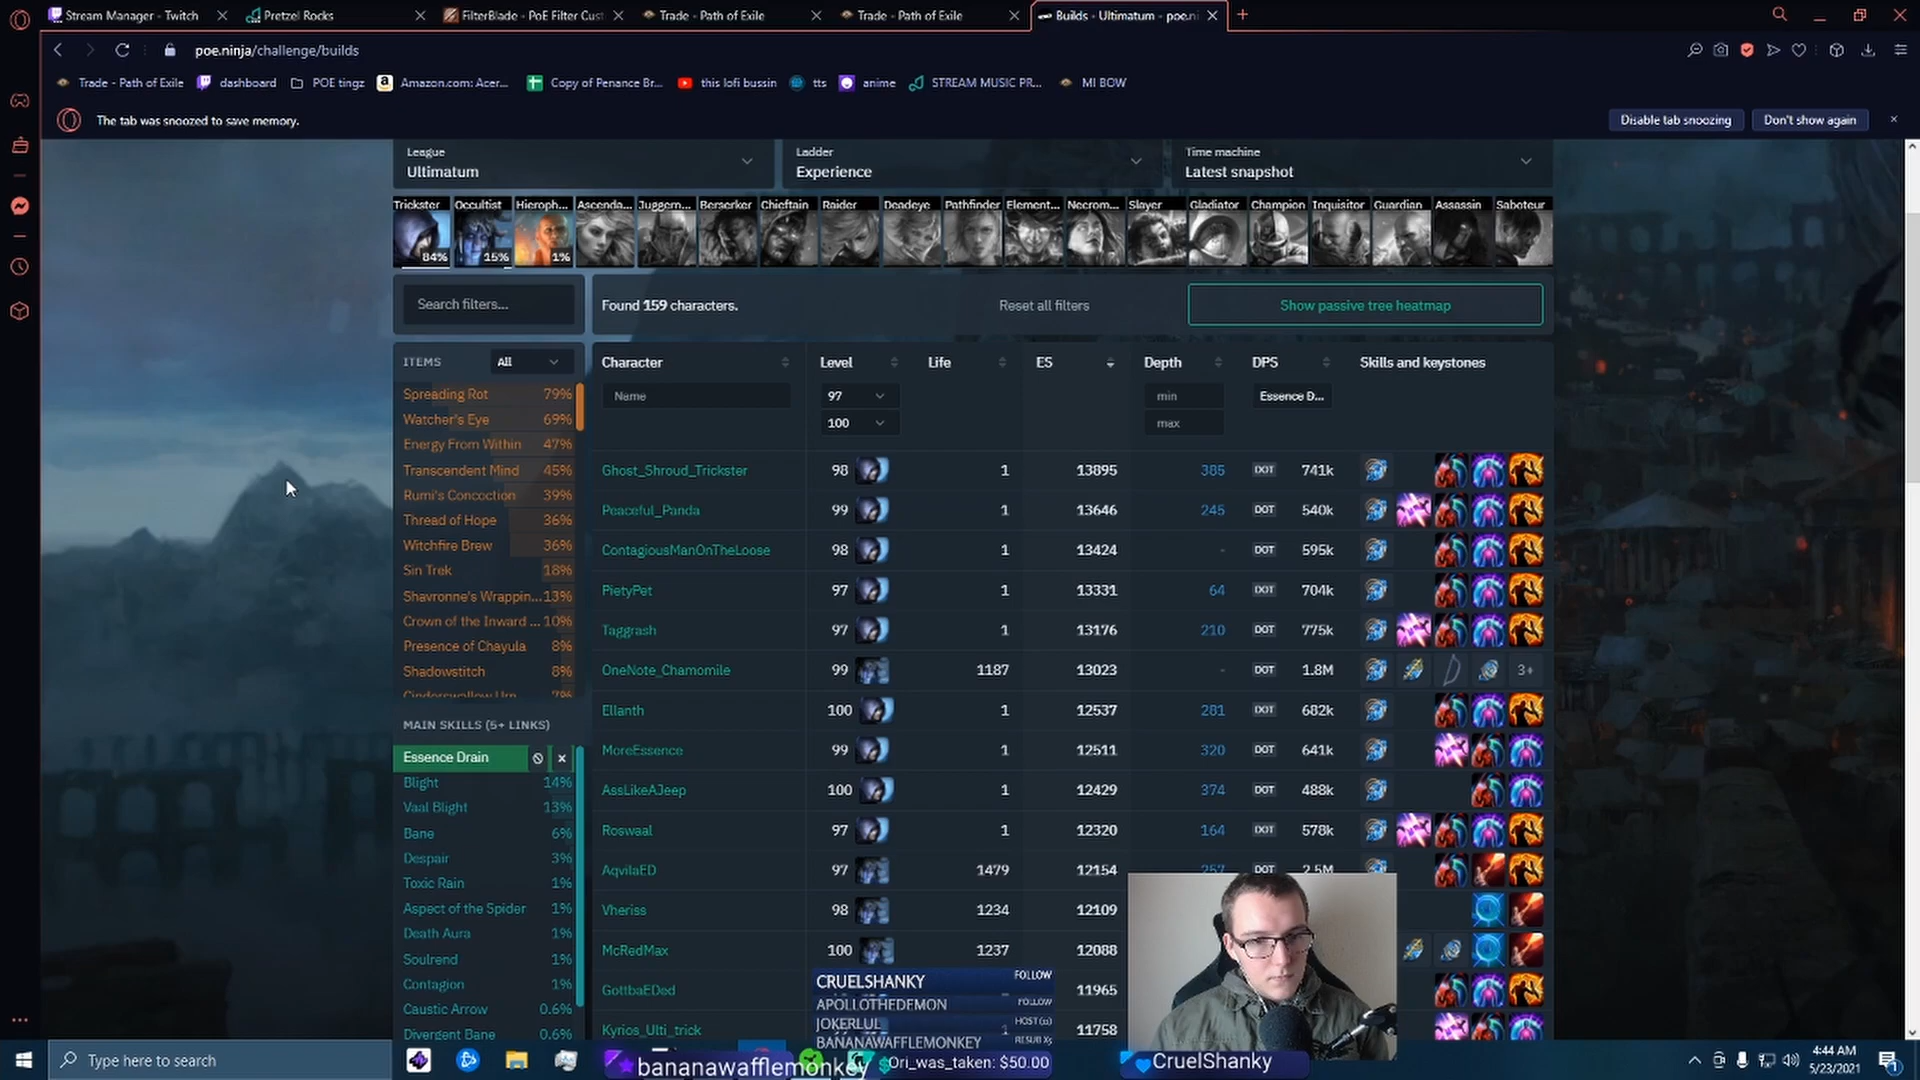 Stream Manager - Twitch
Pretzel Rocks
FilterBlade - PoE Filter Cust
Trade - Path of Exile
Trade - Path of Exile
Builds - Ultimatum - poe.ni
poe.ninja/challenge/builds
Trade - Path of Exile
dashboard
POE tingz
Amazon.com: Acer...
Copy of Penance Br...
this lofi bussin
tts
anime
STREAM MUSIC PR...
MI BOW
The tab was snoozed to save memory.
Disable tab snoozing
Don't show again
League
Ultimatum
Ladder
Experience
Time machine
Latest snapshot
Trickster
Occultist
Hieroph...
Ascenda...
Juggern...
Berserker
Chieftain
Raider
Deadeye
Pathfinder
Element...
Necrom...
Slayer
Gladiator
Champion
Inquisitor
Guardian
Assassin
Saboteur
84%
15%
1%
Search filters...
Found 159 characters.
Reset all filters
Show passive tree heatmap
ITEMS
All
Spreading Rot 79%
Watcher's Eye 69%
Energy From Within 47%
Transcendent Mind 45%
Rumi's Concoction 39%
Thread of Hope 36%
Witchfire Brew 36%
Sin Trek 18%
Shavronne's Wrappin... 13%
Crown of the Inward ... 10%
Presence of Chayula 8%
Shadowstitch 8%
Cinderswallow Urn 7%
MAIN SKILLS (5+ LINKS)
Essence Drain
Blight 14%
Vaal Blight 13%
Bane 6%
Despair 3%
Toxic Rain 1%
Aspect of the Spider 1%
Death Aura 1%
Soulrend 1%
Contagion 1%
Caustic Arrow 0.6%
Divergent Bane 0.6%
Character Level Life ES Depth DPS Skills and keystones
Name 97 min Essence D...
100 max
Ghost_Shroud_Trickster 98 1 13895 385 DOT 741k
Peaceful_Panda 99 1 13646 245 DOT 540k
ContagiousManOnTheLoose 98 1 13424 - DOT 595k
PietyPet 97 1 13331 64 DOT 704k
Taggrash 97 1 13176 210 DOT 775k
OneNote_Chamomile 99 1187 13023 - DOT 1.8M 3+
Ellanth 100 1 12537 281 DOT 682k
MoreEssence 99 1 12511 320 DOT 641k
AssLikeAJeep 100 1 12429 374 DOT 488k
Roswaal 97 1 12320 164 DOT 578k
AqvilaED 97 1479 12154 257 DOT 2.5M
Vheriss 98 1234 12109
McRedMax 100 1237 12088
GottbaEDed 11965
Kyrios_Ulti_trick 1 11758
CRUELSHANKY FOLLOW
APOLLOTHEDEMON FOLLOW
JOKERLUL
BANANAWAFFLEMONKEY
Type here to search
bananawafflemonkey
Ori_was_taken: $50.00
CruelShanky
4:44 AM
5/23/2021
1